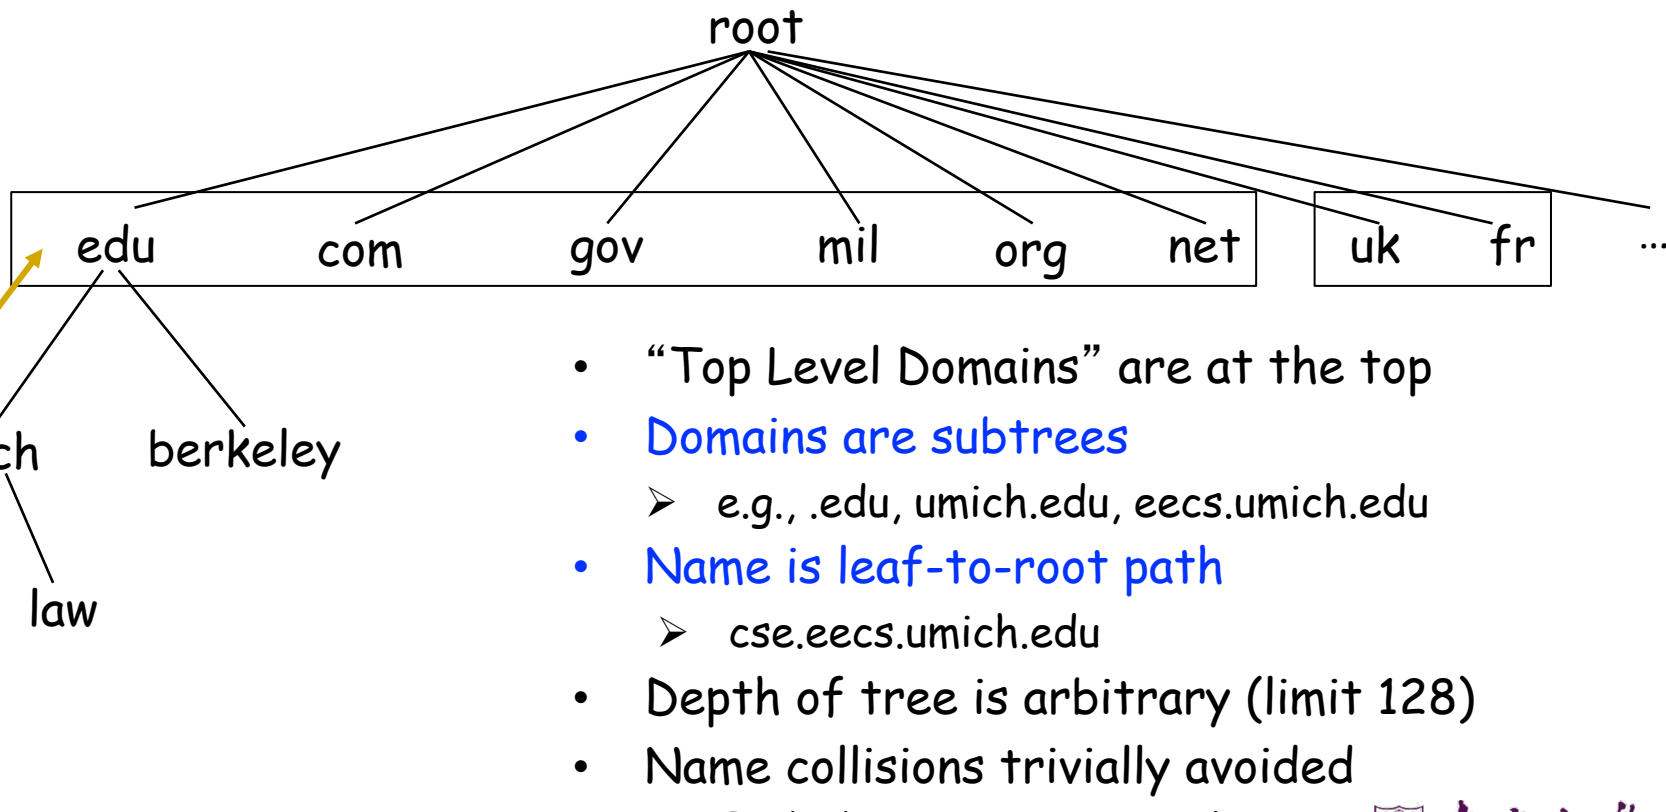 root
edu com gov mil org net uk fr ...
• “Top Level Domains” are at the top
• Domains are subtrees
ch berkeley
➢ e.g., .edu, umich.edu, eecs.umich.edu
• Name is leaf-to-root path
law
➢ cse.eecs.umich.edu
• Depth of tree is arbitrary (limit 128)
• Name collisions trivially avoided